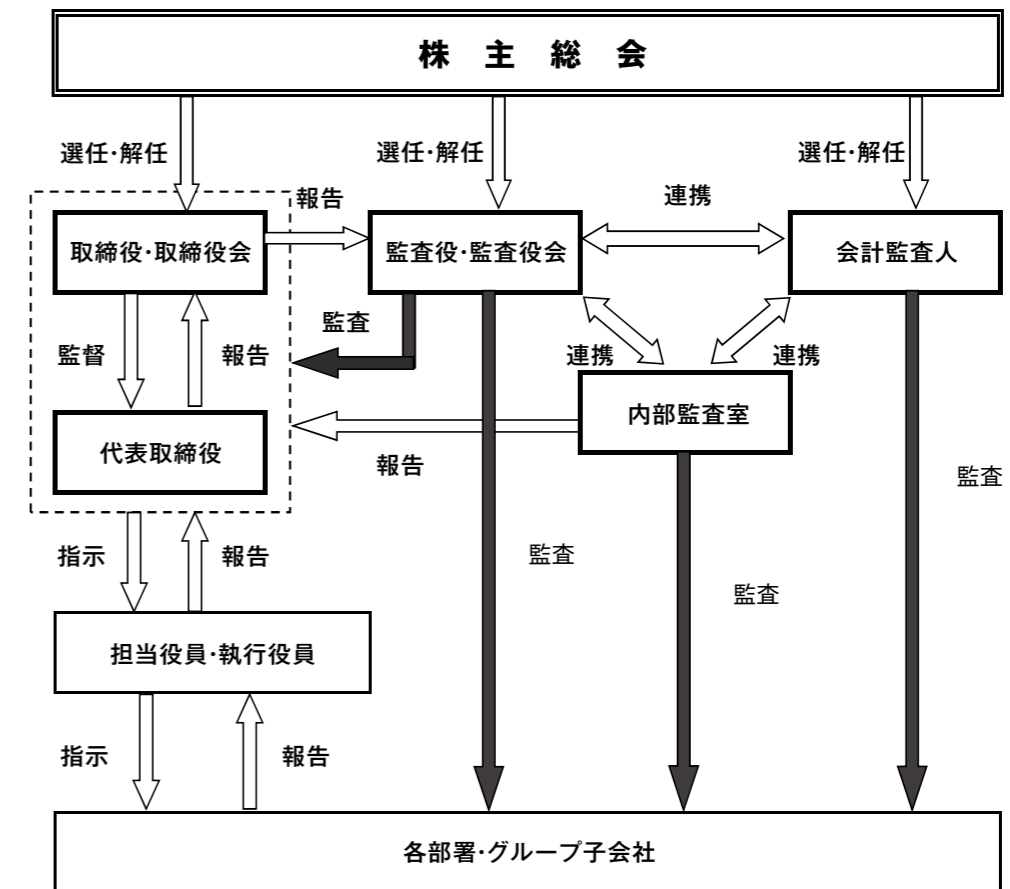 株 主 総 会
選任・解任
選任・解任
選任・解任
報告
連携
取締役・取締役会
監査役・監査役会
会計監査人
監査
監督
報告
連携
連携
内部監査室
代表取締役
報告
監査
指示
報告
監査
監査
担当役員・執行役員
指示
報告
各部署・グループ子会社